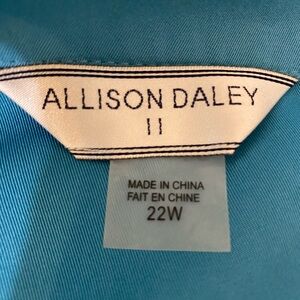 ALLISON DALEY
II
MADE IN CHINA
FAIT EN CHINE
22W